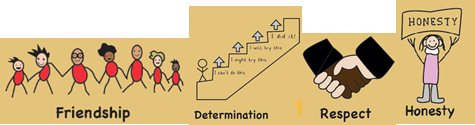 Friendship
I did it!
I will try this
I might try this
I can't do this
Determination
Respect
HONESTY
Honesty